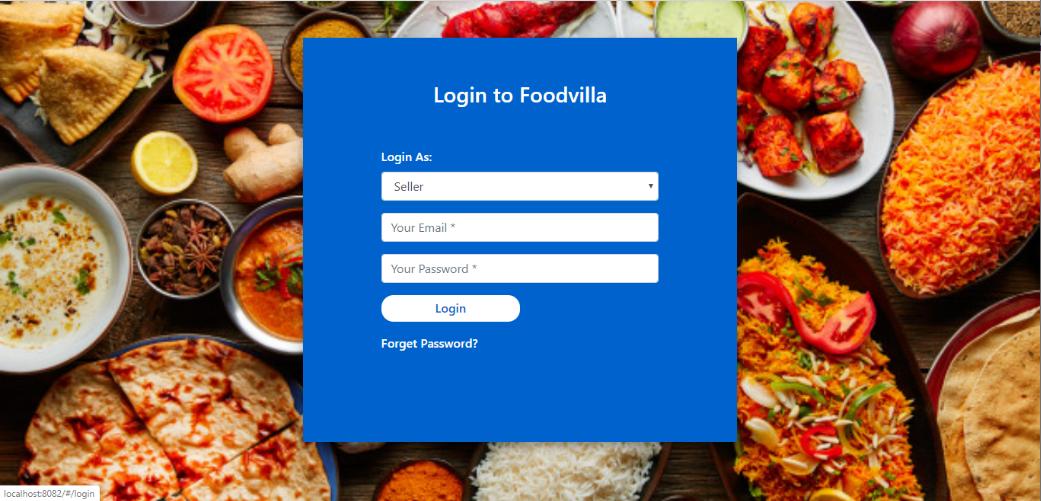 Login to Foodvilla
Login As:
Seller
Your Email *
Your Password *
Login
Forget Password?
localhost:8082/#/login